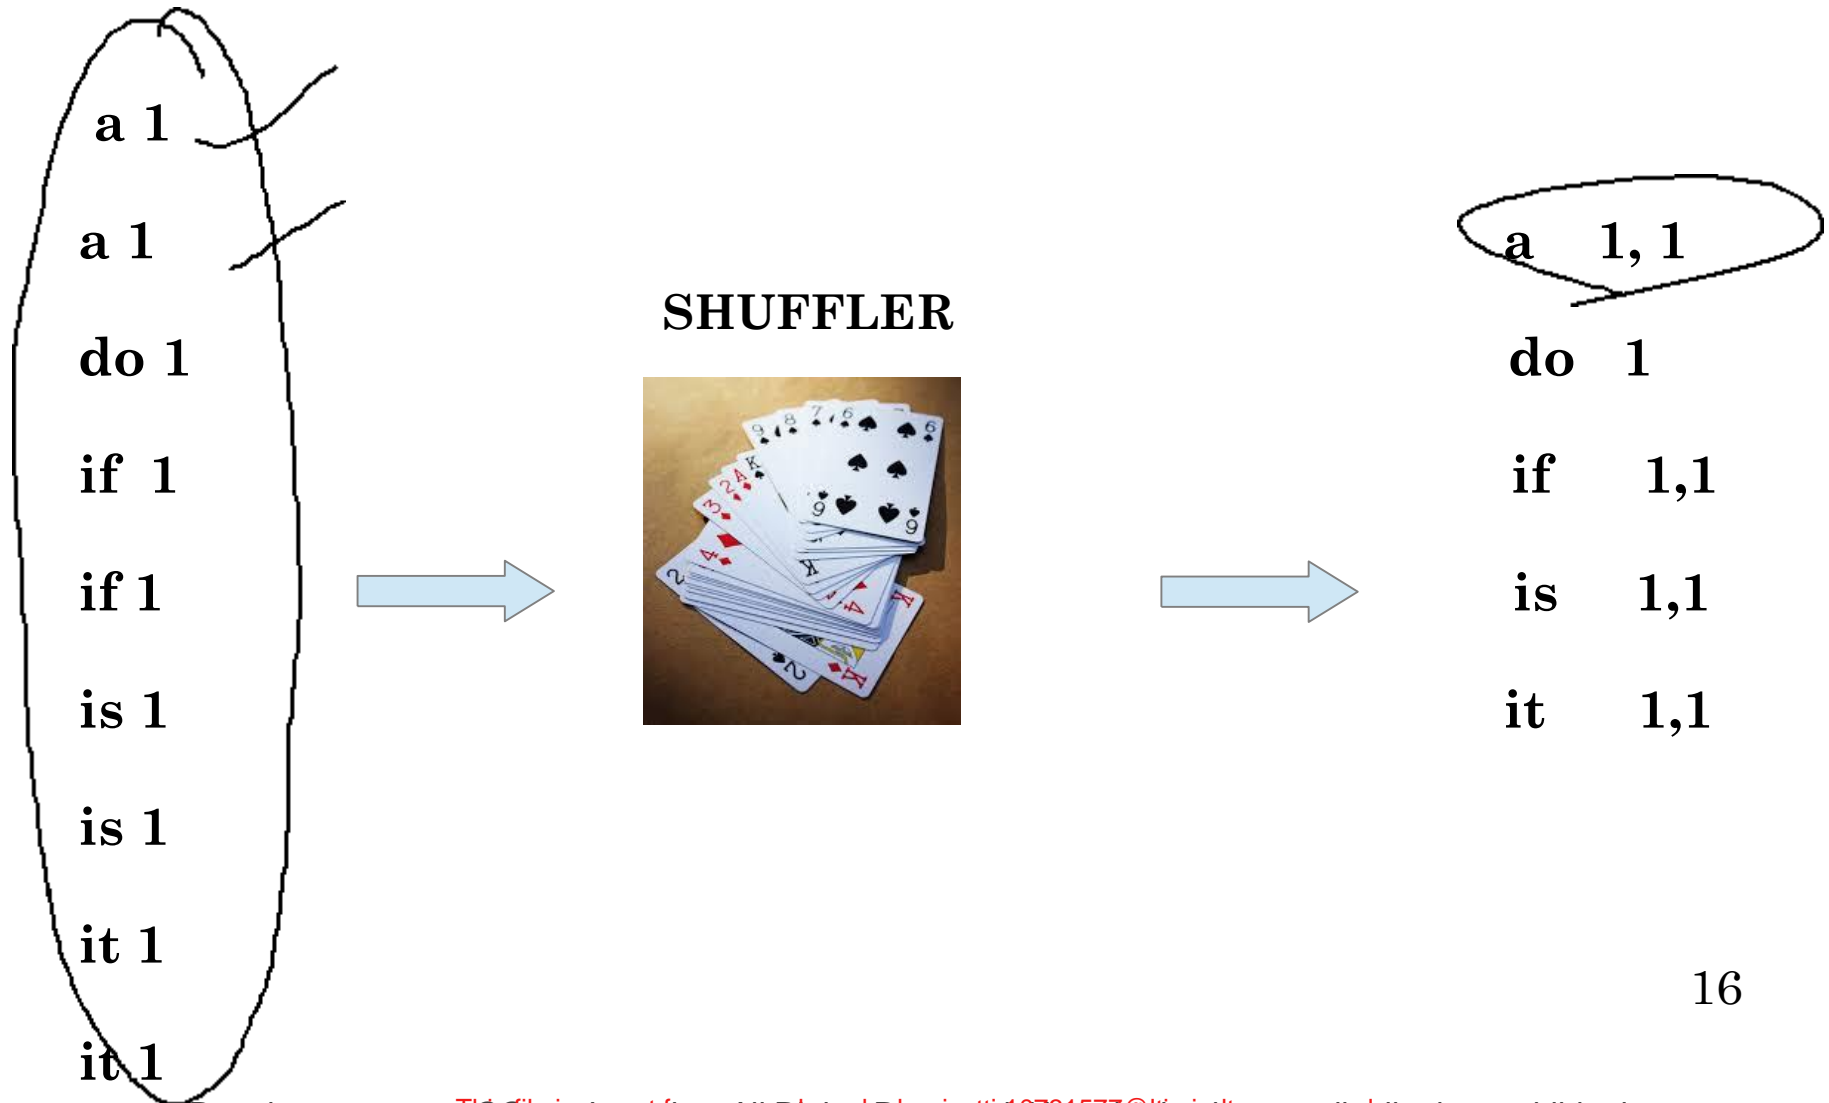 a 1
a 1
do 1
if 1
if 1
is 1
is 1
it 1
it 1
SHUFFLER
a 1, 1
do 1
if 1,1
is 1,1
it 1,1
16